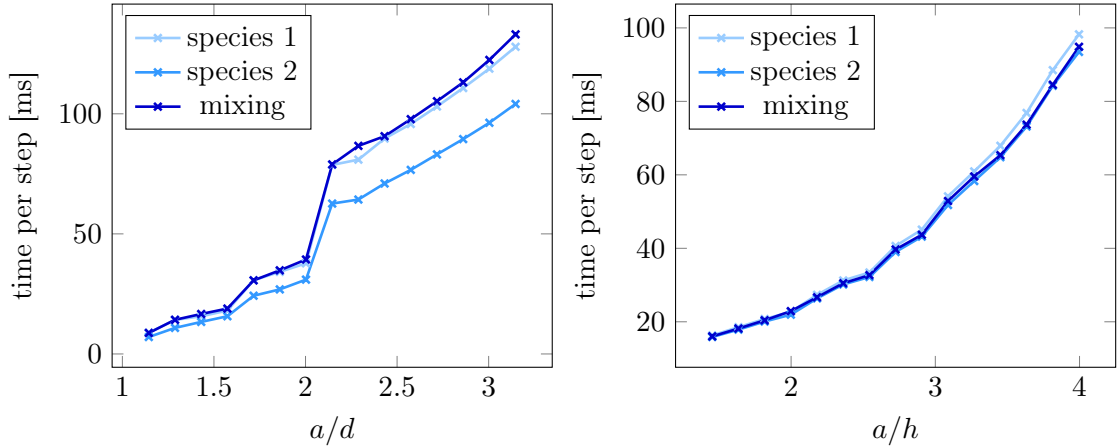 species 1
species 2
mixing
time per step [ms]
0
50
100
1
1.5
2
2.5
3
a/d
species 1
species 2
mixing
time per step [ms]
20
40
60
80
100
2
3
4
a/h